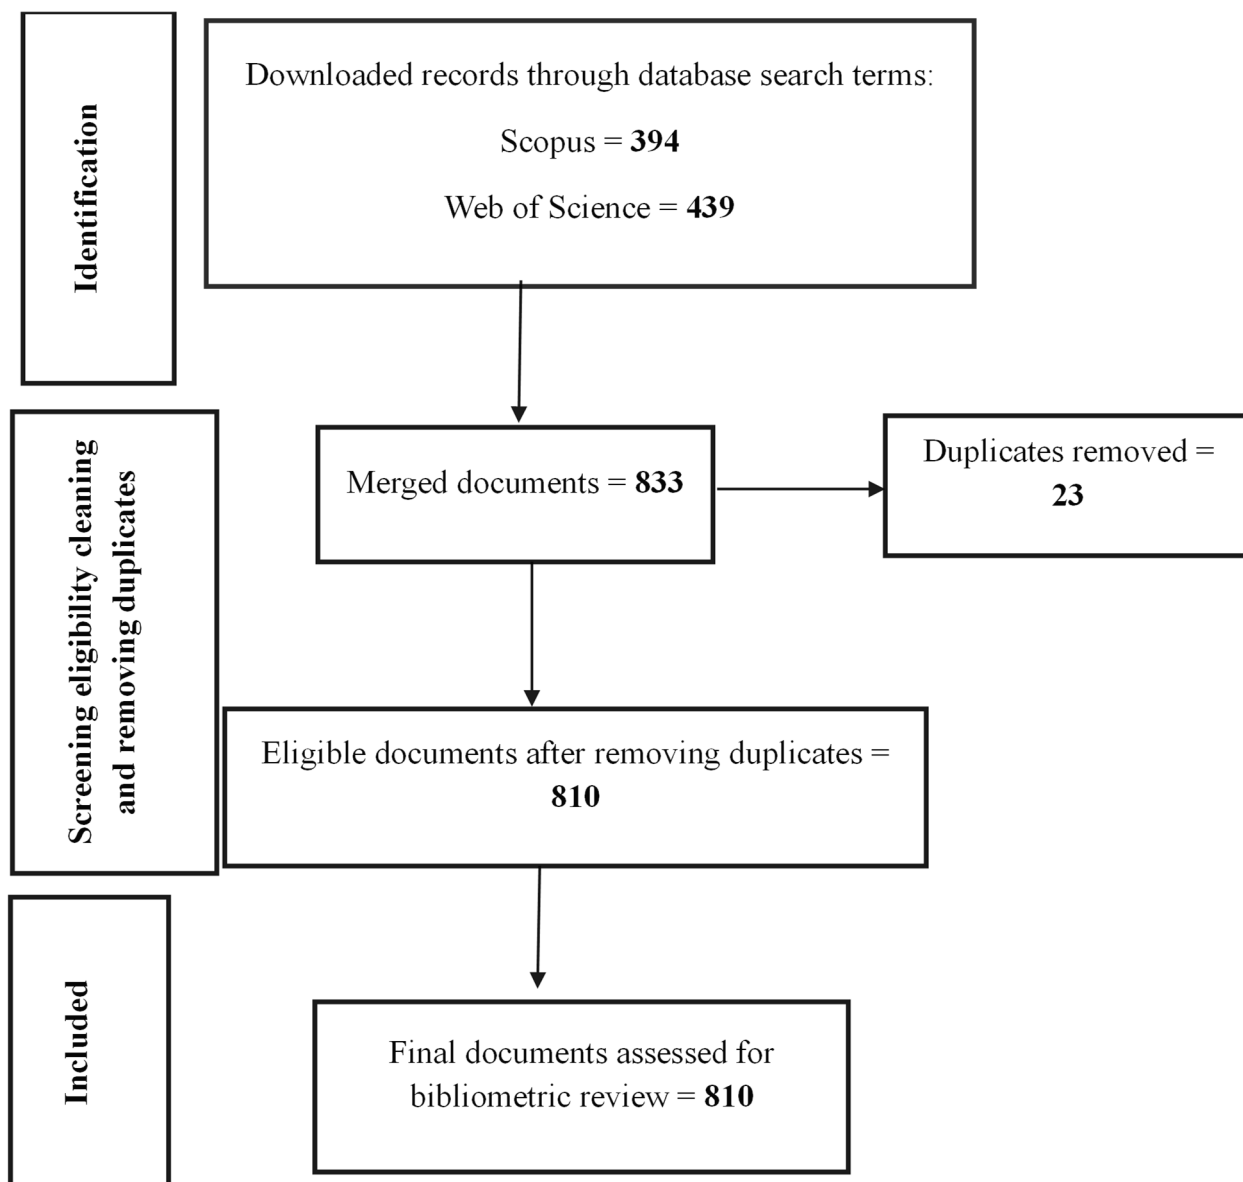 Identification
Downloaded records through database search terms:
Scopus = 394
Web of Science = 439
Screening eligibility cleaning
and removing duplicates
Merged documents = 833
Duplicates removed =
23
Eligible documents after removing duplicates =
810
Included
Final documents assessed for
bibliometric review = 810